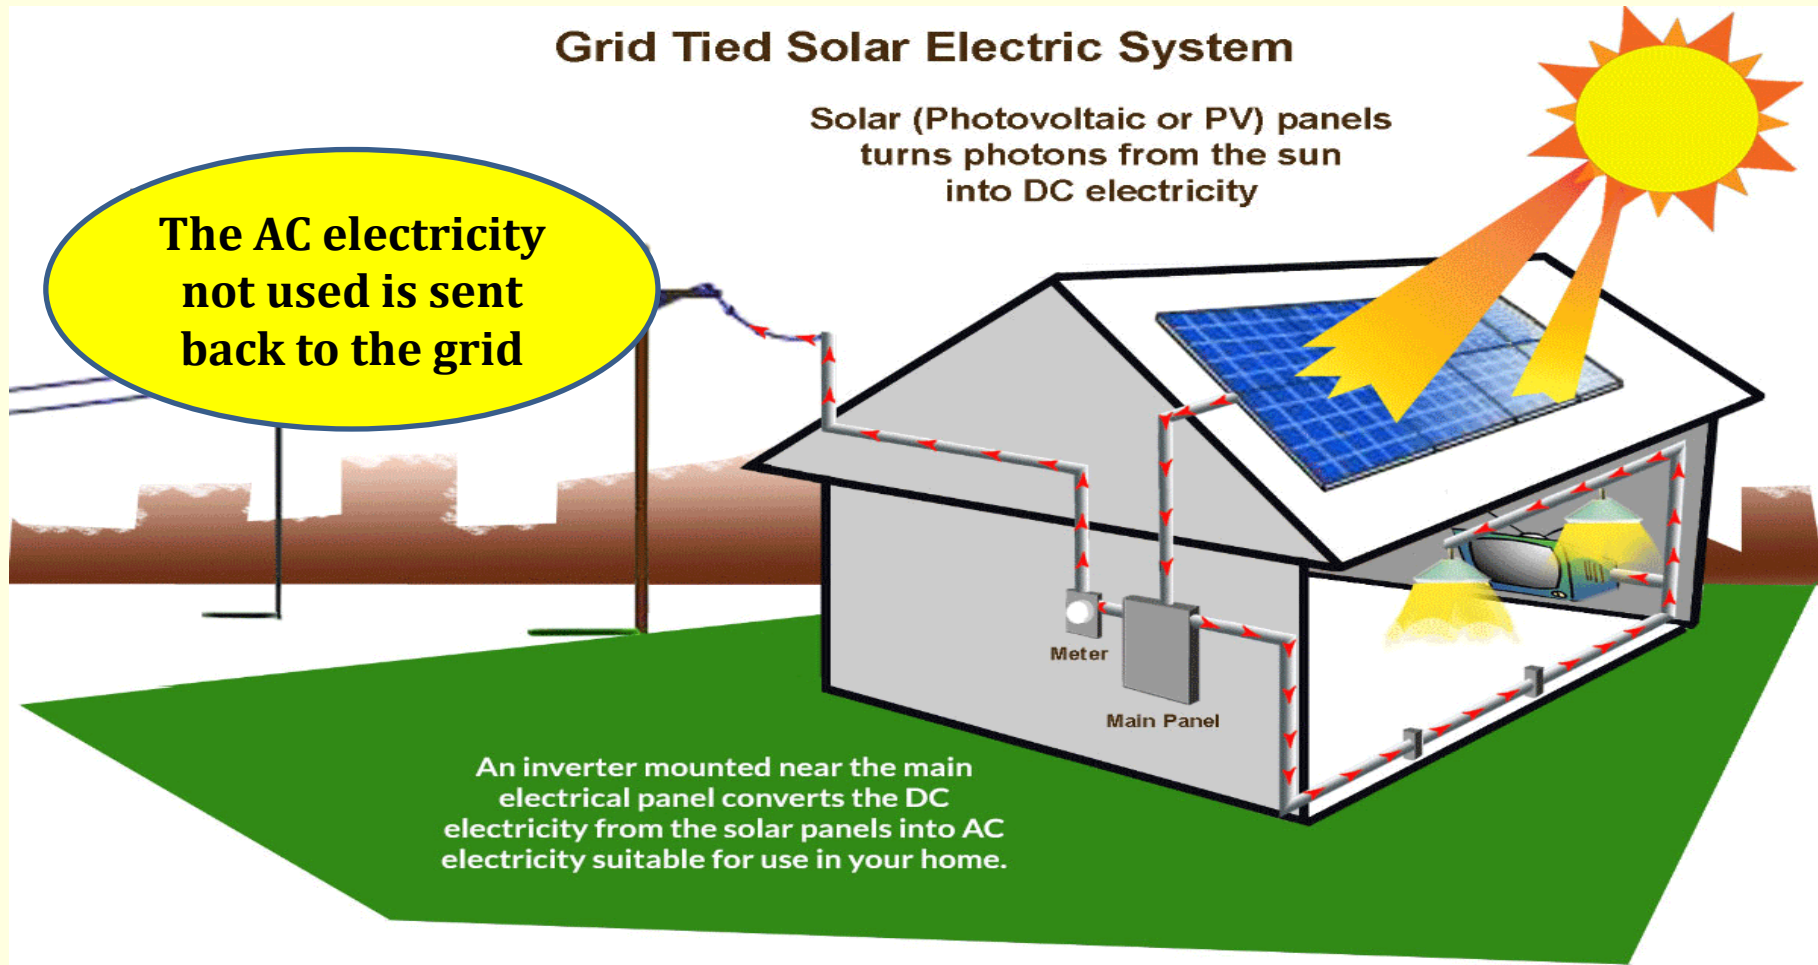 Grid Tied Solar Electric System
Solar (Photovoltaic or PV) panels
turns photons from the sun
into DC electricity
The AC electricity
not used is sent
back to the grid
Meter
Main Panel
An inverter mounted near the main
electrical panel converts the DC
electricity from the solar panels into AC
electricity suitable for use in your home.